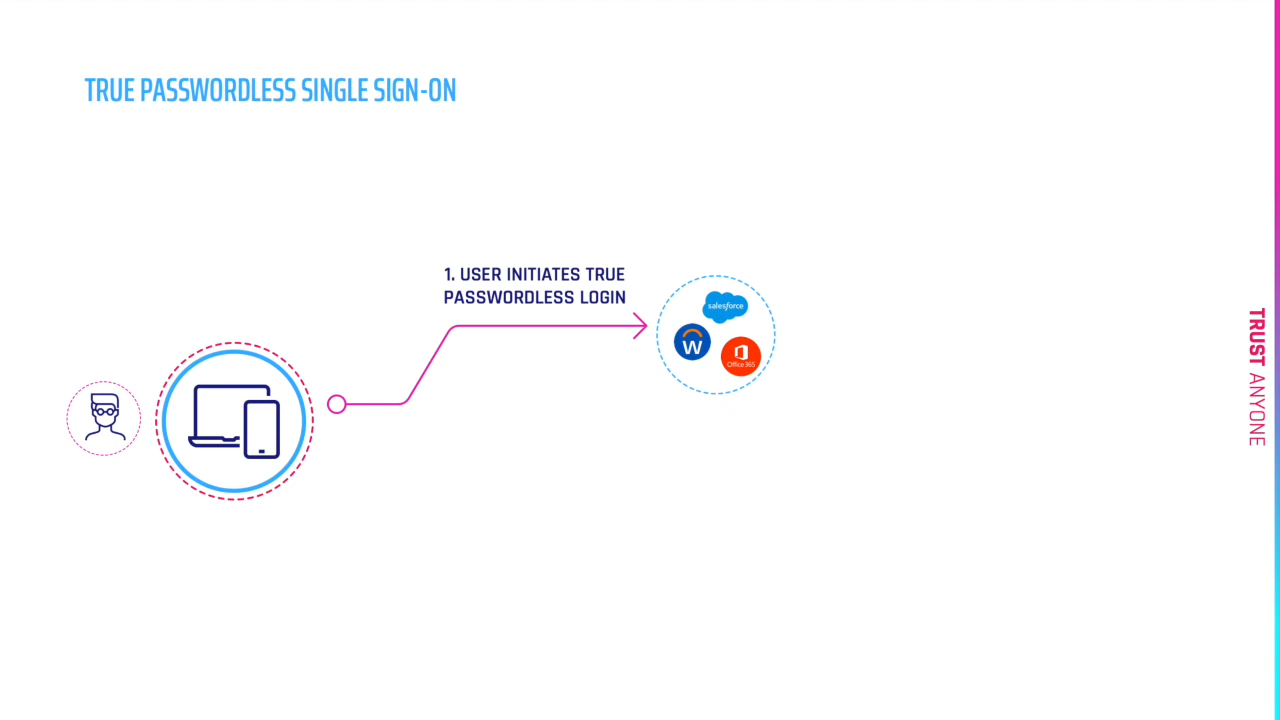 TRUE PASSWORDLESS SINGLE SIGN-ON
1. USER INITIATES TRUE
PASSWORDLESS LOGIN
salesforce
W
Office 365
TRUST ANYONE